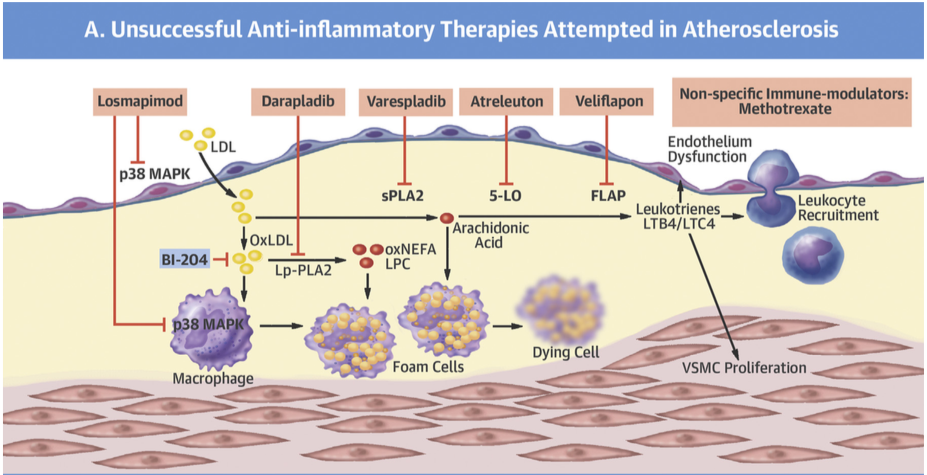 A. Unsuccessful Anti-inflammatory Therapies Attempted in Atherosclerosis
Losmapimod
Darapladib
Varespladib
Atreleuton
Veliflapon
Non-specific Immune-modulators:
Methotrexate
LDL
p38 MAPK
sPLA2
5-LO
FLAP
Endothelium
Dysfunction
Leukotrienes
LTB4/LTC4
Leukocyte
Recruitment
Arachidonic
Acid
OxLDL
BI-204
Lp-PLA2
oxNEFA
LPC
p38 MAPK
Macrophage
Foam Cells
Dying Cell
VSMC Proliferation